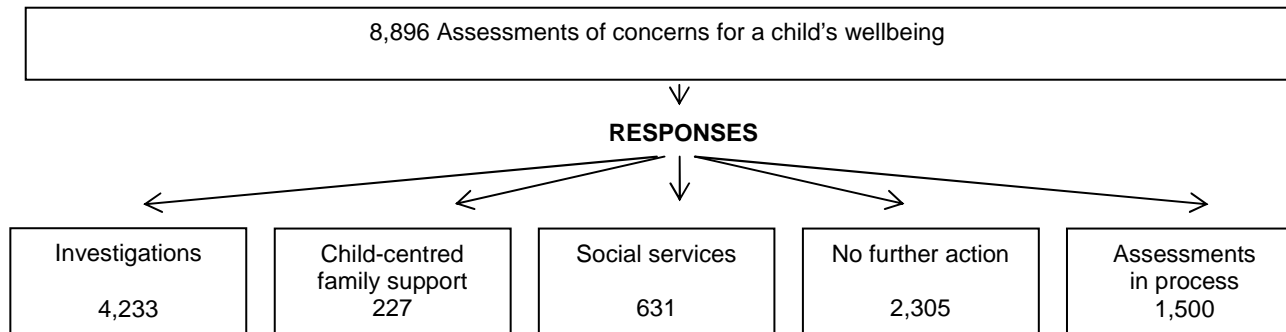 8,896 Assessments of concerns for a child’s wellbeing
RESPONSES
Investigations
4,233
Child-centred
family support
227
Social services
631
No further action
2,305
Assessments
in process
1,500